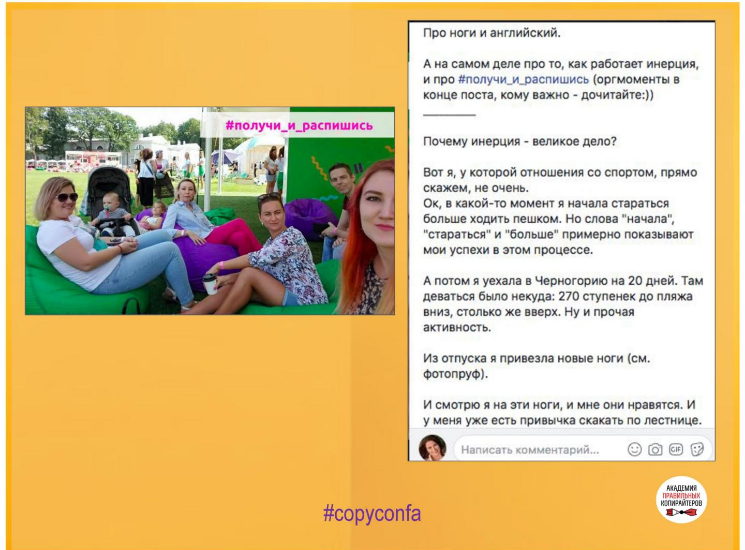 #получи_и_распишись
Про ноги и английский.
А на самом деле про то, как работает инерция,
и про #получи_и_распишись (оргмоменты в
конце поста, кому важно - дочитайте:))
Почему инерция - великое дело?
Вот я, у которой отношения со спортом, прямо
скажем, не очень.
Ок, в какой-то момент я начала стараться
больше ходить пешком. Но слова "начала",
"стараться" и "больше" примерно показывают
мои успехи в этом процессе.
А потом я уехала в Черногорию на 20 дней. Там
деваться было некуда: 270 ступенек до пляжа
вниз, столько же вверх. Ну и прочая
активность.
Из отпуска я привезла новые ноги (см.
фотопруф).
И смотрю я на эти ноги, и мне они нравятся. И
у меня уже есть привычка скакать по лестнице.
Написать комментарий...
GIF
АКАДЕМИЯ
ПРАВИЛЬНЫХ
КОПИРАЙТЕРОВ
#copyconfa